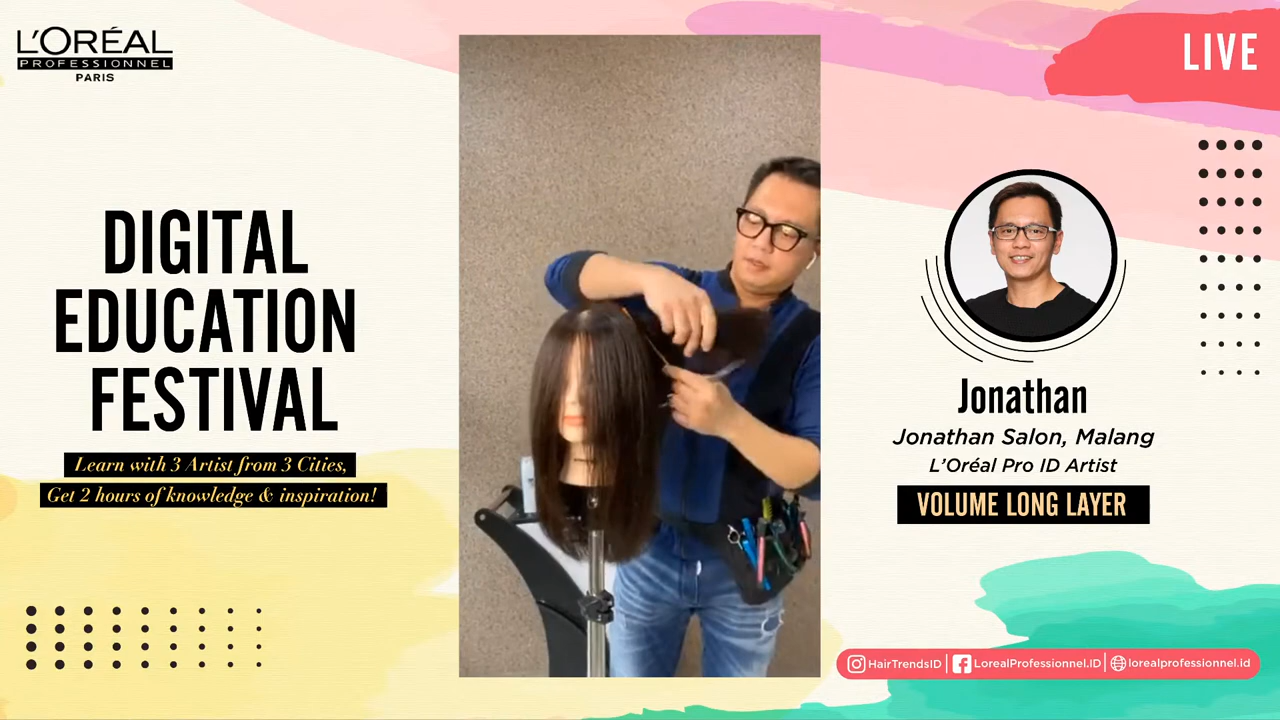 L'ORÉAL
PROFESSIONNEL
PARIS
LIVE
DIGITAL
EDUCATION
FESTIVAL
Learn with 3 Artist from 3 Cities,
Get 2 hours of knowledge & inspiration!
Jonathan
Jonathan Salon, Malang
L'Oréal Pro ID Artist
VOLUME LONG LAYER
HairTrendsID | LorealProfessionnel.ID | lorealprofessionnel.id